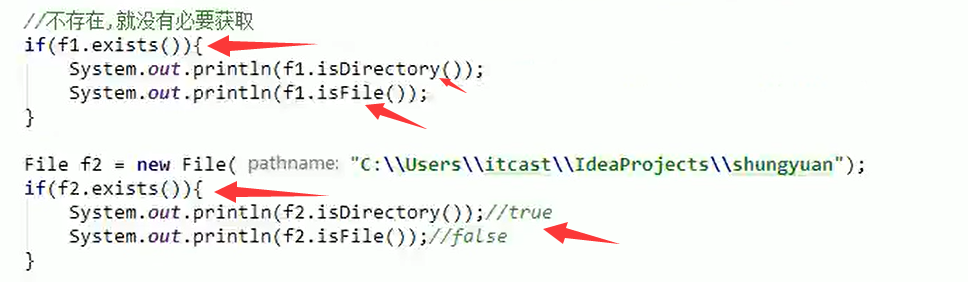 //不存在,就没有必要获取
if(f1.exists()){
System.out.println(f1.isDirectory());
System.out.println(f1.isFile());
}
File f2 = new File( pathname: "C:\\Users\\itcast\\IdeaProjects\\shungyuan");
if(f2.exists()){
System.out.println(f2.isDirectory());//true
System.out.println(f2.isFile());//false
}